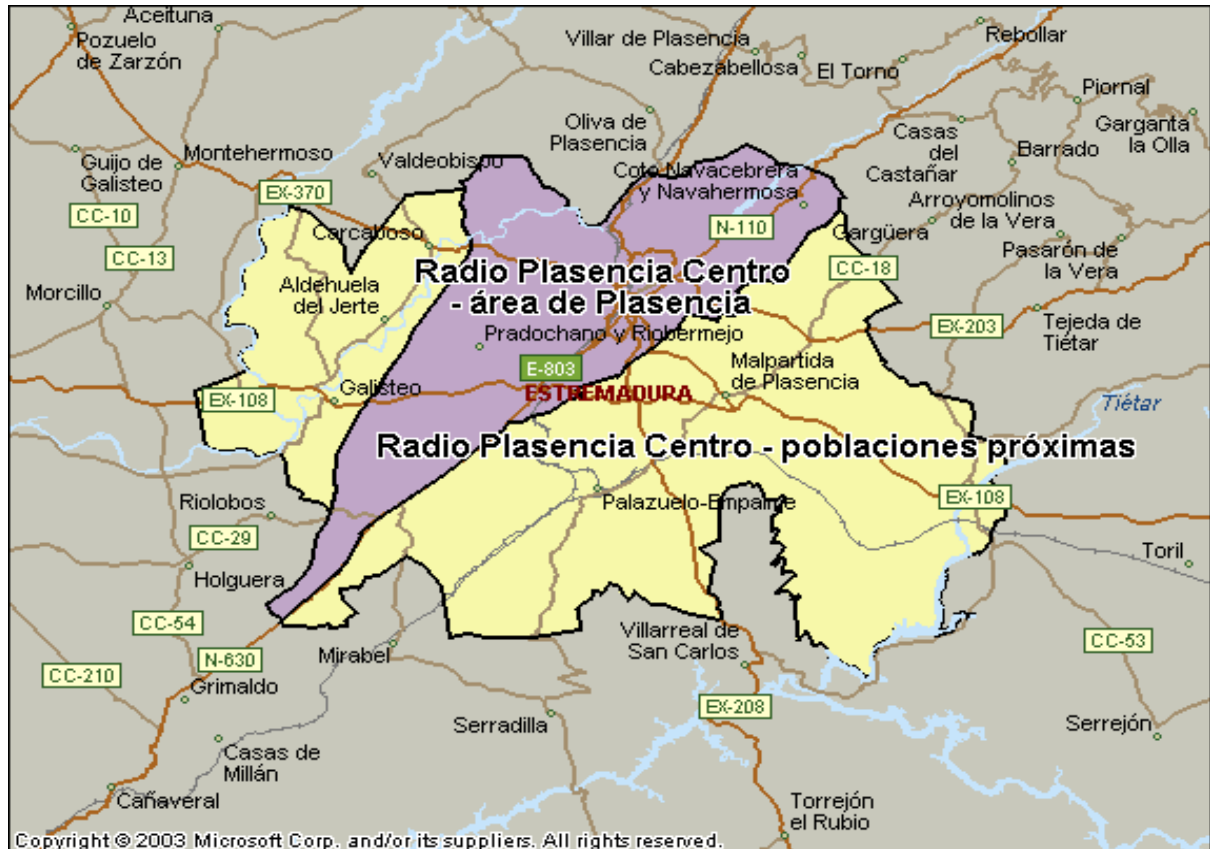 Aceituna
Pozuelo
de Zarzón
Villar de Plasencia
Rebollar
Cabezabellosa
El Torno
Piornal
Oliva de
Plasencia
Casas
del
Castañar
Garganta
la Olla
Guijo de
Galisteo
Montehermoso
Valdeobispo
Barrado
Coto Navacebrera
y Navahermosa
EX-370
CC-10
Arroyomolinos
de la Vera
N-110
Carcaboso
Gargüera
Pasarón de
la Vera
CC-13
CC-18
Radio Plasencia Centro
- área de Plasencia
Aldehuela
del Jerte
Morcillo
EX-203
Tejeda de
Tiétar
Pradochano y Riobermejo
E-803
Malpartida
de Plasencia
Galisteo
EX-108
ESTREMADURA
Tiétar
Radio Plasencia Centro - poblaciones próximas
Riolobos
Palazuelo-Empalme
EX-108
CC-29
Toril
Holguera
CC-54
Villarreal de
San Carlos
CC-53
Mirabel
N-630
CC-210
Grimaldo
EX-208
Serradilla
Serrejón
Casas de
Millán
Cañaveral
Torrejón
el Rubio
Copyright © 2003 Microsoft Corp. and/or its suppliers. All rights reserved.